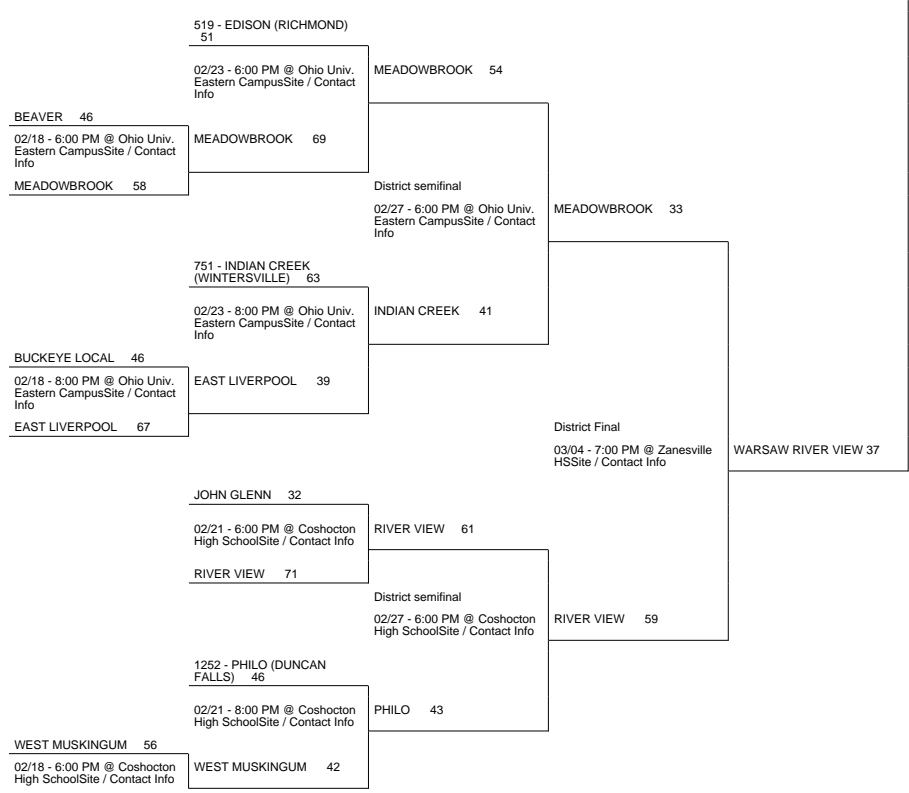 519 - EDISON (RICHMOND)
51
02/23 - 6:00 PM @ Ohio Univ.
Eastern CampusSite / Contact
Info
MEADOWBROOK 54
BEAVER 46
02/18 - 6:00 PM @ Ohio Univ.
Eastern CampusSite / Contact
Info
MEADOWBROOK 69
MEADOWBROOK 58
District semifinal
02/27 - 6:00 PM @ Ohio Univ.
Eastern CampusSite / Contact
Info
MEADOWBROOK 33
751 - INDIAN CREEK
(WINTERSVILLE) 63
02/23 - 8:00 PM @ Ohio Univ.
Eastern CampusSite / Contact
Info
INDIAN CREEK 41
BUCKEYE LOCAL 46
02/18 - 8:00 PM @ Ohio Univ.
Eastern CampusSite / Contact
Info
EAST LIVERPOOL 39
EAST LIVERPOOL 67
District Final
03/04 - 7:00 PM @ Zanesville
HSSite / Contact Info
WARSAW RIVER VIEW 37
JOHN GLENN 32
02/21 - 6:00 PM @ Coshocton
High SchoolSite / Contact Info
RIVER VIEW 61
RIVER VIEW 71
District semifinal
02/27 - 6:00 PM @ Coshocton
High SchoolSite / Contact Info
RIVER VIEW 59
1252 - PHILO (DUNCAN
FALLS) 46
02/21 - 8:00 PM @ Coshocton
High SchoolSite / Contact Info
PHILO 43
WEST MUSKINGUM 56
02/18 - 6:00 PM @ Coshocton
High SchoolSite / Contact Info
WEST MUSKINGUM 42